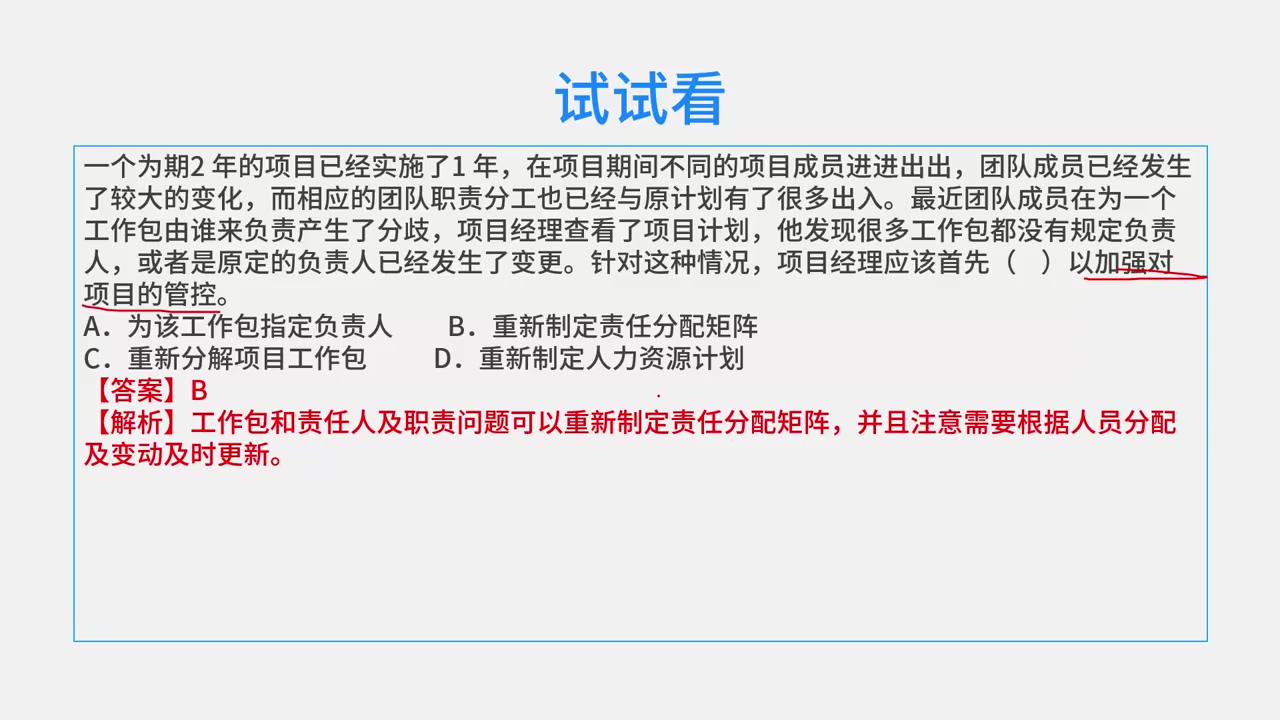 试试看
一个为期2 年的项目已经实施了1 年，在项目期间不同的项目成员进进出出，团队成员已经发生
了较大的变化，而相应的团队职责分工也已经与原计划有了很多出入。最近团队成员在为一个
工作包由谁来负责产生了分歧，项目经理查看了项目计划，他发现很多工作包都没有规定负责
人，或者是原定的负责人已经发生了变更。针对这种情况，项目经理应该首先（　）以加强对
项目的管控。
A．为该工作包指定负责人　　B．重新制定责任分配矩阵
C．重新分解项目工作包　　D．重新制定人力资源计划
【答案】B
【解析】工作包和责任人及职责问题可以重新制定责任分配矩阵，并且注意需要根据人员分配
及变动及时更新。